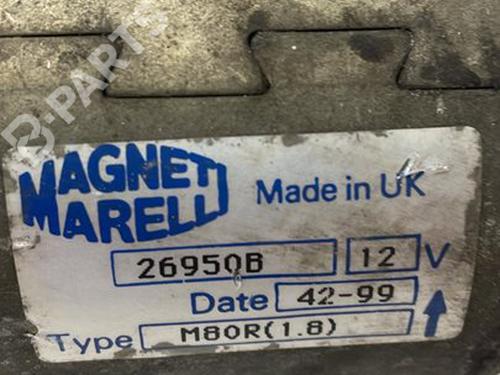 B-PARTS
MAGNETI
MARELLI
Made in UK
26950B 12 V
Date 42-99
Type M80R(1.8)